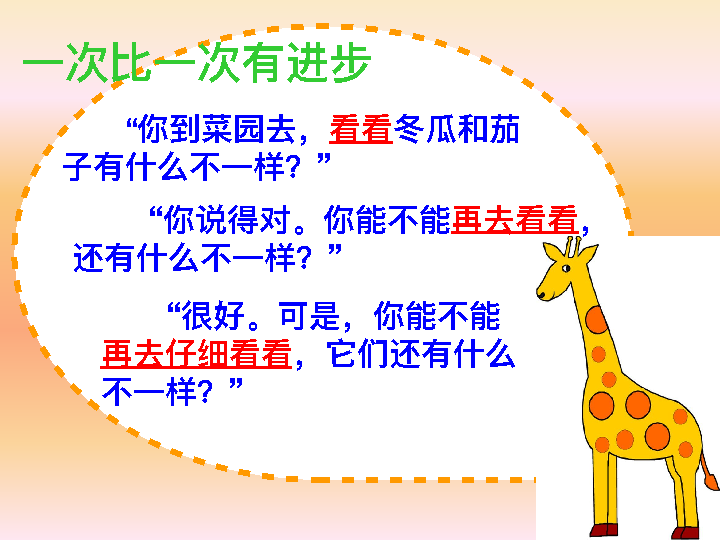 一次比一次有进步
“你到菜园去，看看冬瓜和茄
子有什么不一样？”
“你说得对。你能不能再去看看，
还有什么不一样？”
“很好。可是，你能不能
再去仔细看看，它们还有什么
不一样？”